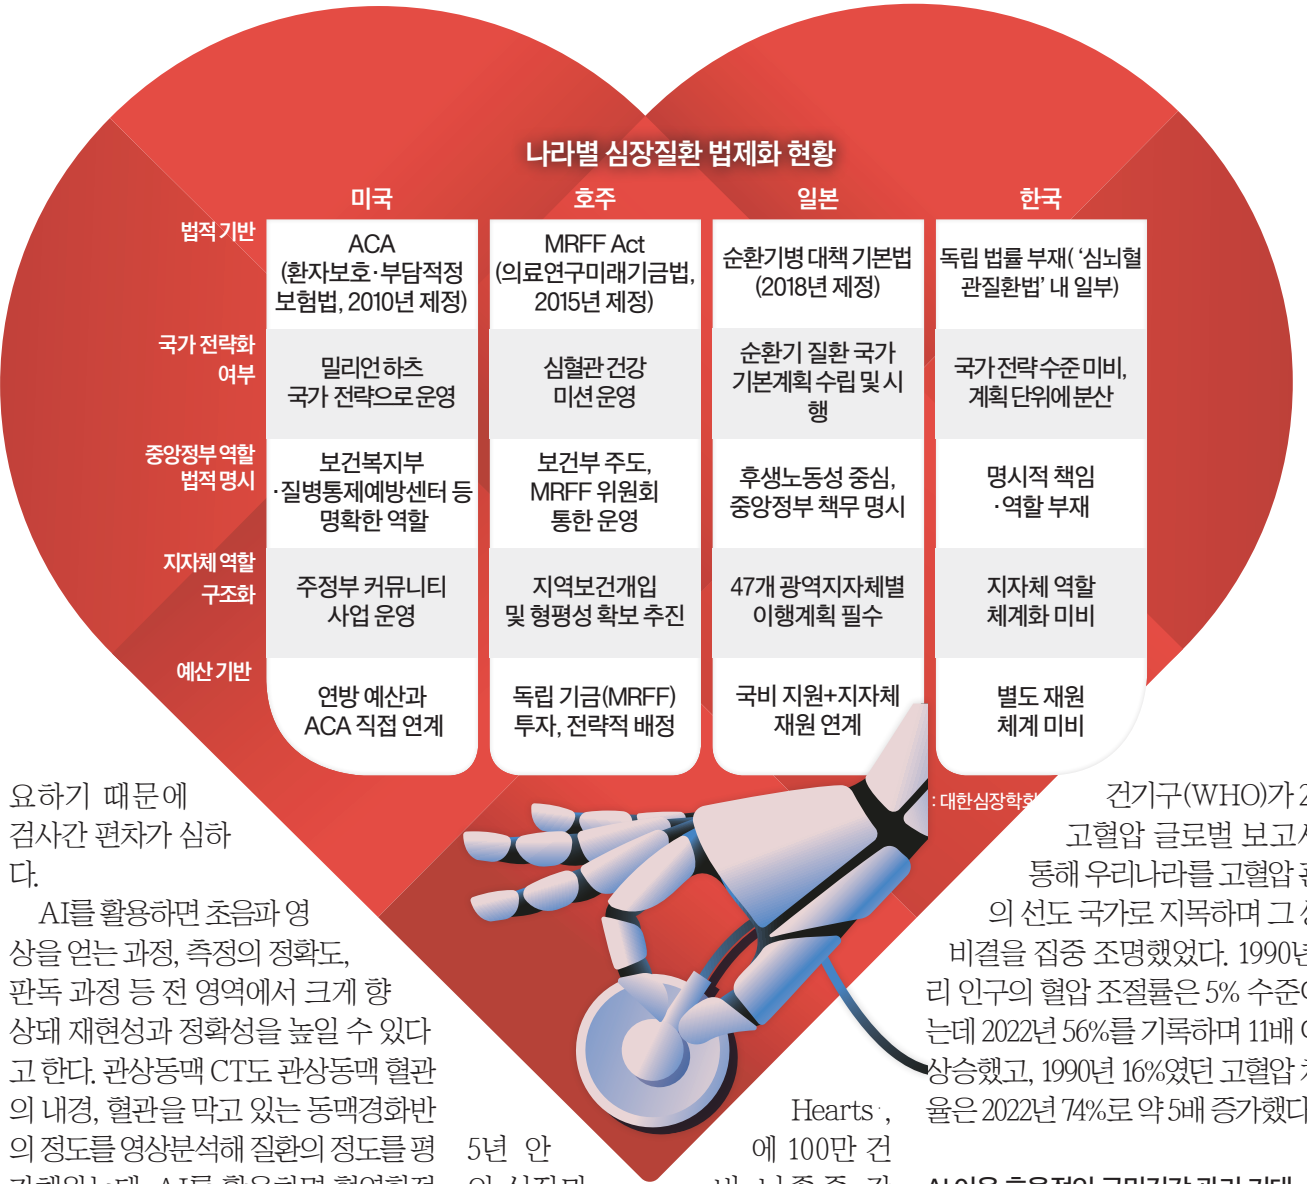 나라별 심장질환 법제화 현황
미국 호주 일본 한국
법적 기반
ACA
(환자보호·부담적정
보험법, 2010년 제정)
MRFF Act
(의료연구미래기금법,
2015년 제정)
순환기병 대책 기본법
(2018년 제정)
독립 법률 부재( ‘심뇌혈
관질환법’ 내 일부)
국가 전략화
여부
밀리언 하츠
국가 전략으로 운영
심혈관 건강
미션 운영
순환기 질환 국가
기본계획 수립 및 시
행
국가 전략 수준 미비,
계획 단위에 분산
중앙정부 역할
법적 명시
보건복지부
·질병통제예방센터 등
명확한 역할
보건부 주도,
MRFF 위원회
통한 운영
후생노동성 중심,
중앙정부 책무 명시
명시적 책임
·역할 부재
지자체 역할
구조화
주정부 커뮤니티
사업 운영
지역보건개입
및 형평성 확보 추진
47개 광역지자체별
이행계획 필수
지자체 역할
체계화 미비
예산 기반
연방 예산과
ACA 직접 연계
독립 기금(MRFF)
투자, 전략적 배정
국비 지원+지자체
재원 연계
별도 재원
체계 미비
: 대한심장학회
요하기 때문에
검사간 편차가 심하
다.
AI를 활용하면 초음파 영
상을 얻는 과정, 측정의 정확도,
판독 과정 등 전 영역에서 크게 향
상돼 재현성과 정확성을 높일 수 있다
고 한다. 관상동맥 CT도 관상동맥 혈관
의 내경, 혈관을 막고 있는 동맥경화반
의 정도를 영상분석해 질환의 정도를 평
5년 안
Hearts ,
에 100만 건
건기구(WHO)가
고혈압 글로벌
통해 우리나라를 고혈압
의 선도 국가로 지목하며 그
비결을 집중 조명했었다.
리 인구의 혈압 조절률은 5%
는데 2022년 56%를 기록하며 11배
상승했고, 1990년 16%였던 고혈압
율은 2022년 74%로 약 5배 증가했다